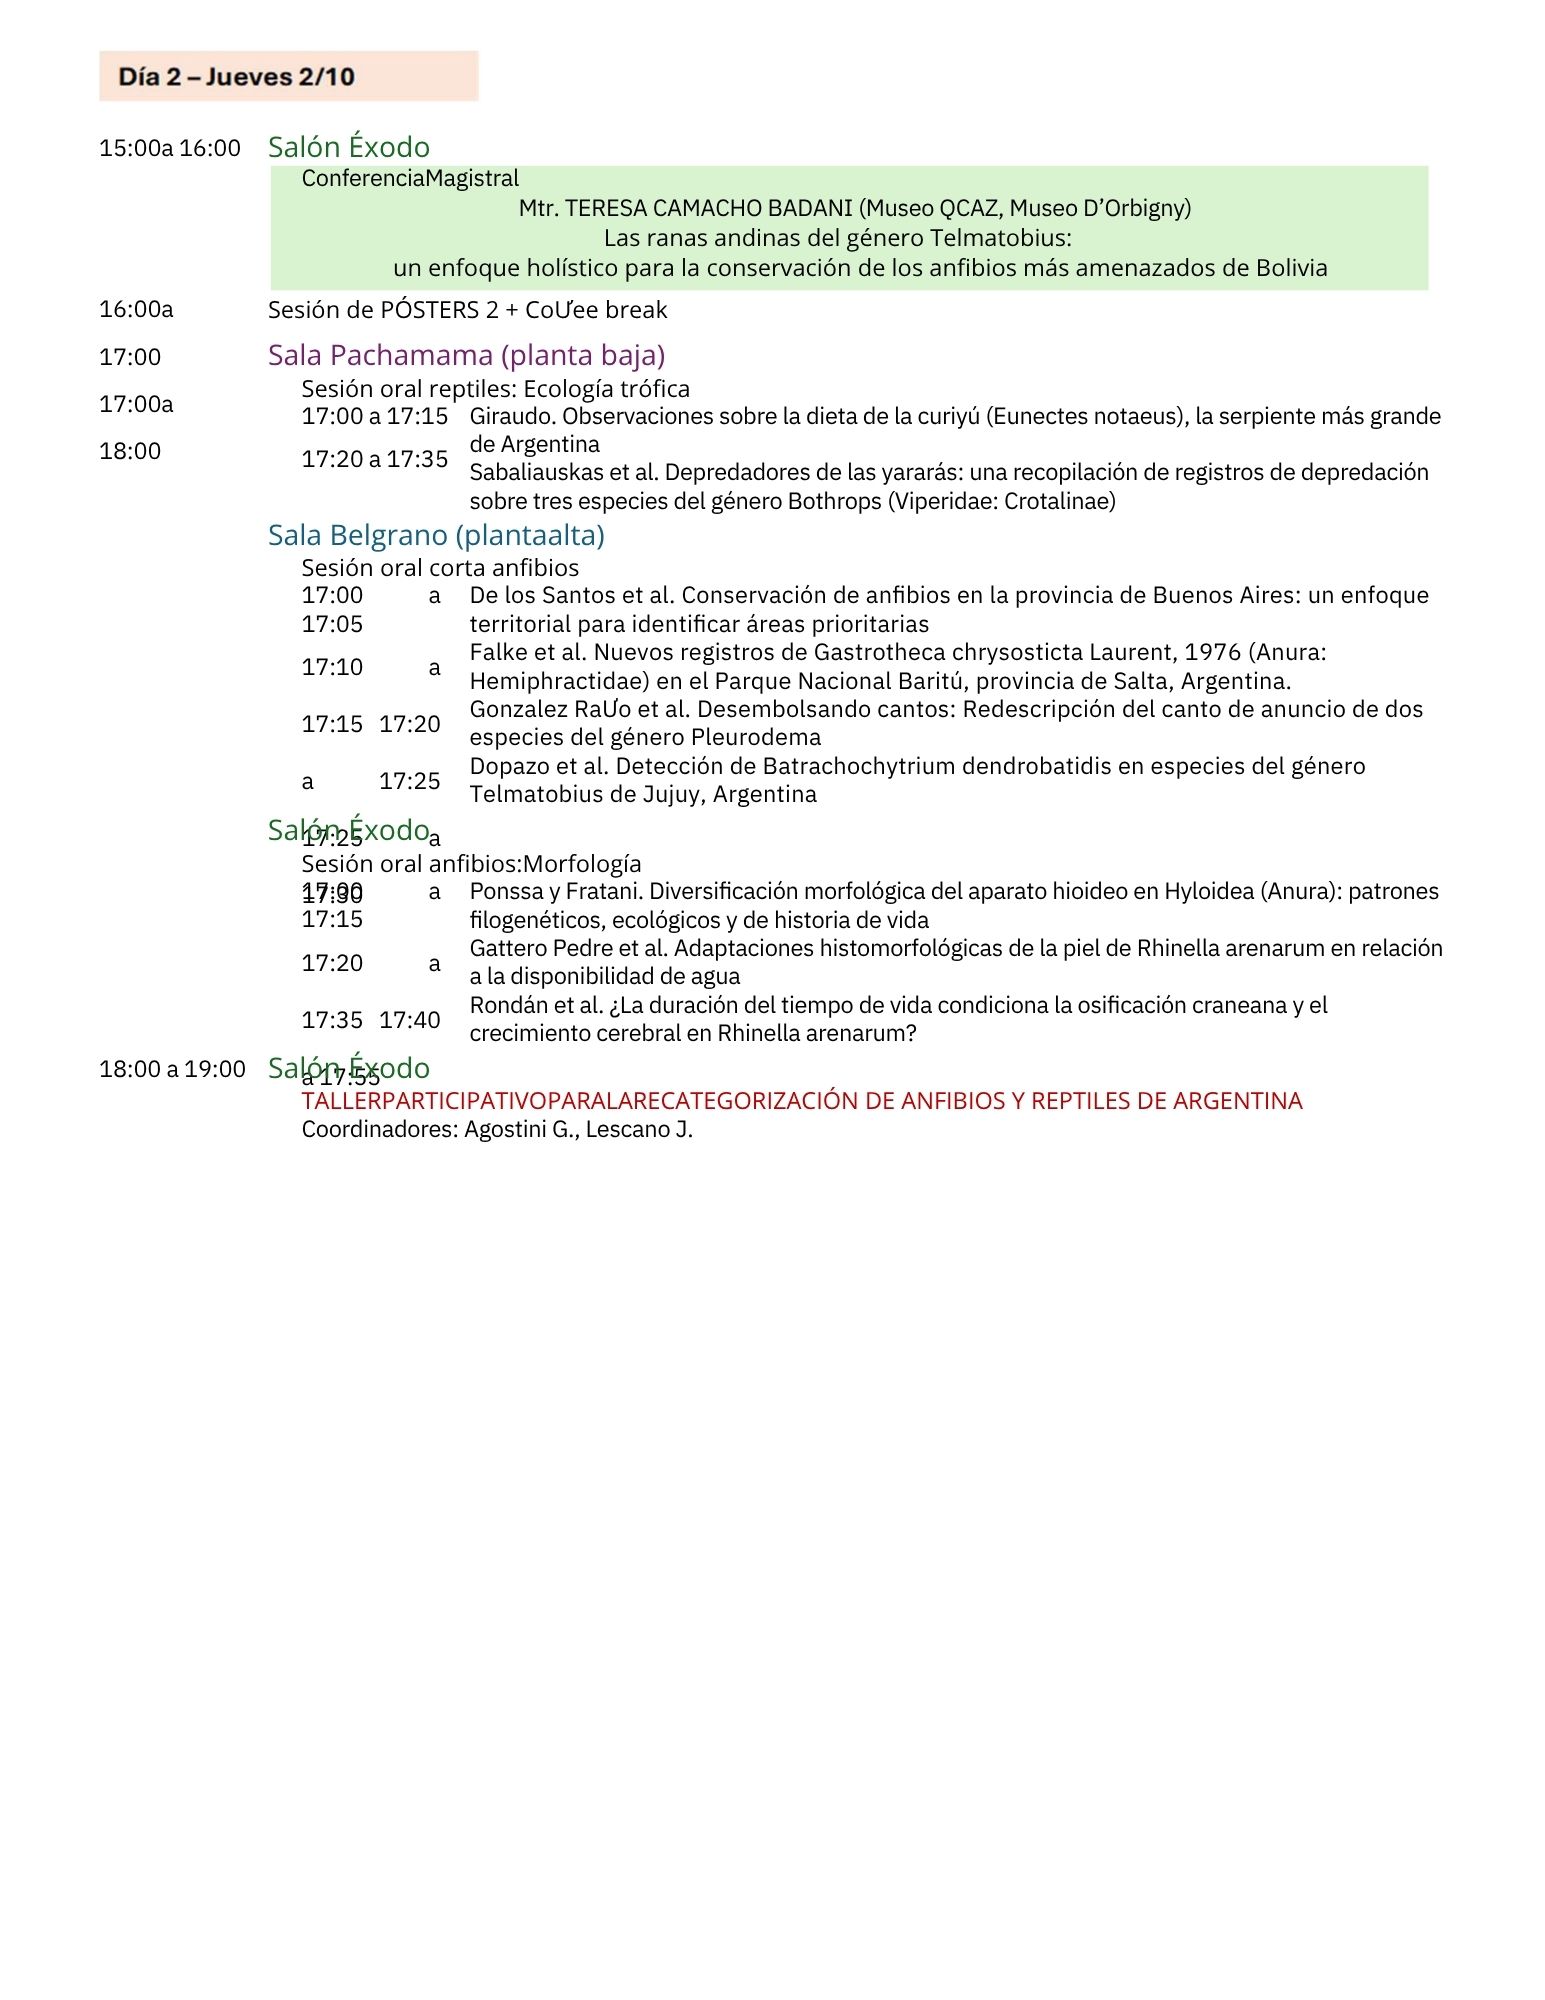 Día 2 – Jueves 2/10
15:00a 16:00 Salón Éxodo
ConferenciaMagistral
Mtr. TERESA CAMACHO BADANI (Museo QCAZ, Museo D’Orbigny)
Las ranas andinas del género Telmatobius:
un enfoque holístico para la conservación de los anfibios más amenazados de Bolivia
16:00a Sesión de PÓSTERS 2 + CoƯee break
17:00 Sala Pachamama (planta baja)
Sesión oral reptiles: Ecología trófica
17:00a
17:00 a 17:15 Giraudo. Observaciones sobre la dieta de la curiyú (Eunectes notaeus), la serpiente más grande
de Argentina
18:00
17:20 a 17:35
Sabaliauskas et al. Depredadores de las yararás: una recopilación de registros de depredación
sobre tres especies del género Bothrops (Viperidae: Crotalinae)
Sala Belgrano (plantaalta)
Sesión oral corta anfibios
17:00 a De los Santos et al. Conservación de anfibios en la provincia de Buenos Aires: un enfoque
17:05 territorial para identificar áreas prioritarias
Falke et al. Nuevos registros de Gastrotheca chrysosticta Laurent, 1976 (Anura:
17:10 a
Hemiphractidae) en el Parque Nacional Baritú, provincia de Salta, Argentina.
Gonzalez RaƯo et al. Desembolsando cantos: Redescripción del canto de anuncio de dos
17:15 17:20
especies del género Pleurodema
Dopazo et al. Detección de Batrachochytrium dendrobatidis en especies del género
a 17:25
Telmatobius de Jujuy, Argentina
Salón Éxodo
17:25 a
Sesión oral anfibios:Morfología
17:00 a Ponssa y Fratani. Diversificación morfológica del aparato hioideo en Hyloidea (Anura): patrones
17:30
17:15 filogenéticos, ecológicos y de historia de vida
Gattero Pedre et al. Adaptaciones histomorfológicas de la piel de Rhinella arenarum en relación
17:20 a
a la disponibilidad de agua
Rondán et al. ¿La duración del tiempo de vida condiciona la osificación craneana y el
17:35 17:40
crecimiento cerebral en Rhinella arenarum?
18:00 a 19:00 Salón Éxodo
a 17:55
TALLERPARTICIPATIVOPARALARECATEGORIZACIÓN DE ANFIBIOS Y REPTILES DE ARGENTINA
Coordinadores: Agostini G., Lescano J.